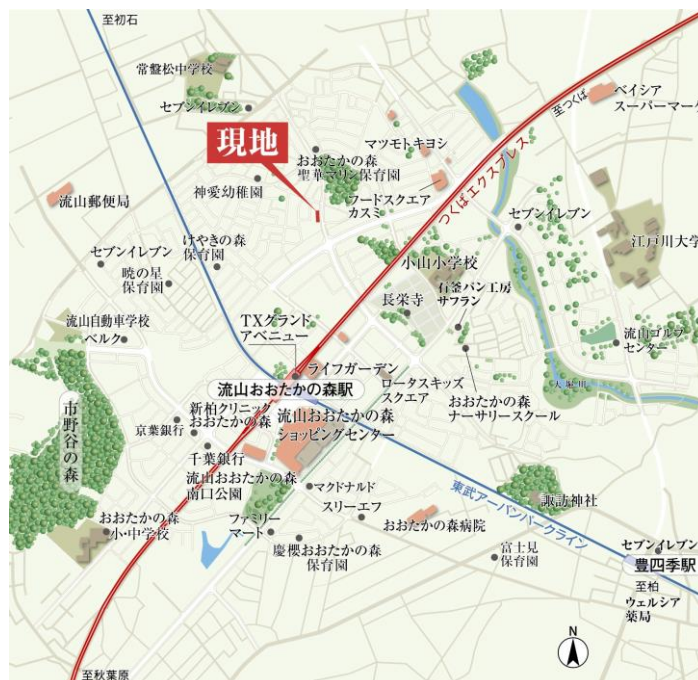 至初石
常盤松中学校
セブンイレブン
至つくば
ベイシア
スーパーマーケ
現地
マツモトキヨシ
おおたかの森
聖華マリン保育園
神愛幼稚園
フードスクエア
カスミ
つくばエクスプレス
流山郵便局
セブンイレブン
けやきの森
保育園
セブンイレブン
暁の星
保育園
小山小学校
江戸川大学
石釜パン工房
サフラン
長栄寺
TXグランド
アベニュー
流山自動車学校
ベルク
流山ゴルフ
センター
ライフガーデン
流山おおたかの森駅
ロータスキッズ
スクエア
おおたかの森
ナーサリースクール
大堀川
市野谷の森
新柏クリニック
おおたかの森
京葉銀行
流山おおたかの森
ショッピングセンター
千葉銀行
流山おおたかの森
南口公園
マクドナルド
スリーエフ
諏訪神社
東武アーバンパークライン
おおたかの森
小・中学校
ファミリー
マート
おおたかの森病院
慶櫻おおたかの森
保育園
富士見
保育園
セブンイレブン
豊四季駅
至柏
ウェルシア
薬局
N
至秋葉原